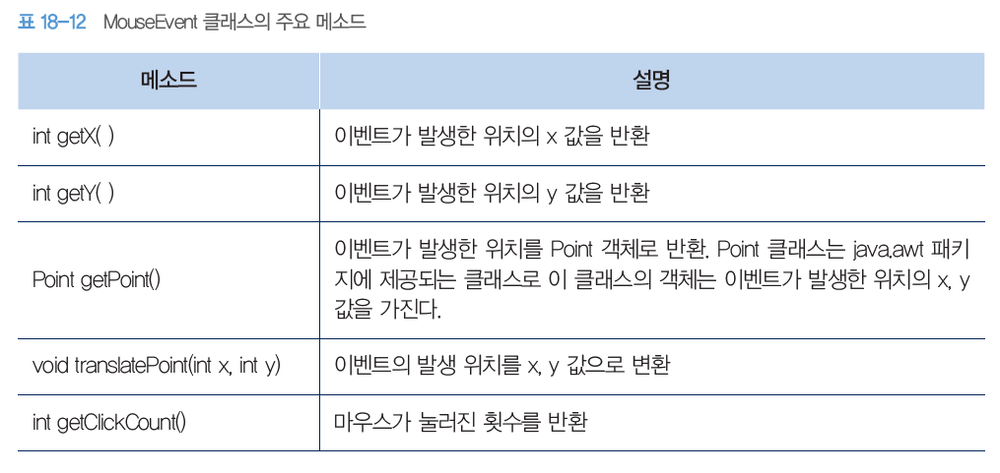 표 18-12 MouseEvent 클래스의 주요 메소드
메소드 설명
int getX( ) 이벤트가 발생한 위치의 x 값을 반환
int getY( ) 이벤트가 발생한 위치의 y 값을 반환
Point getPoint() 이벤트가 발생한 위치를 Point 객체로 반환. Point 클래스는 java.awt 패키
지에 제공되는 클래스로 이 클래스의 객체는 이벤트가 발생한 위치의 x, y
값을 가진다.
void translatePoint(int x, int y) 이벤트의 발생 위치를 x, y 값으로 변환
int getClickCount() 마우스가 눌러진 횟수를 반환